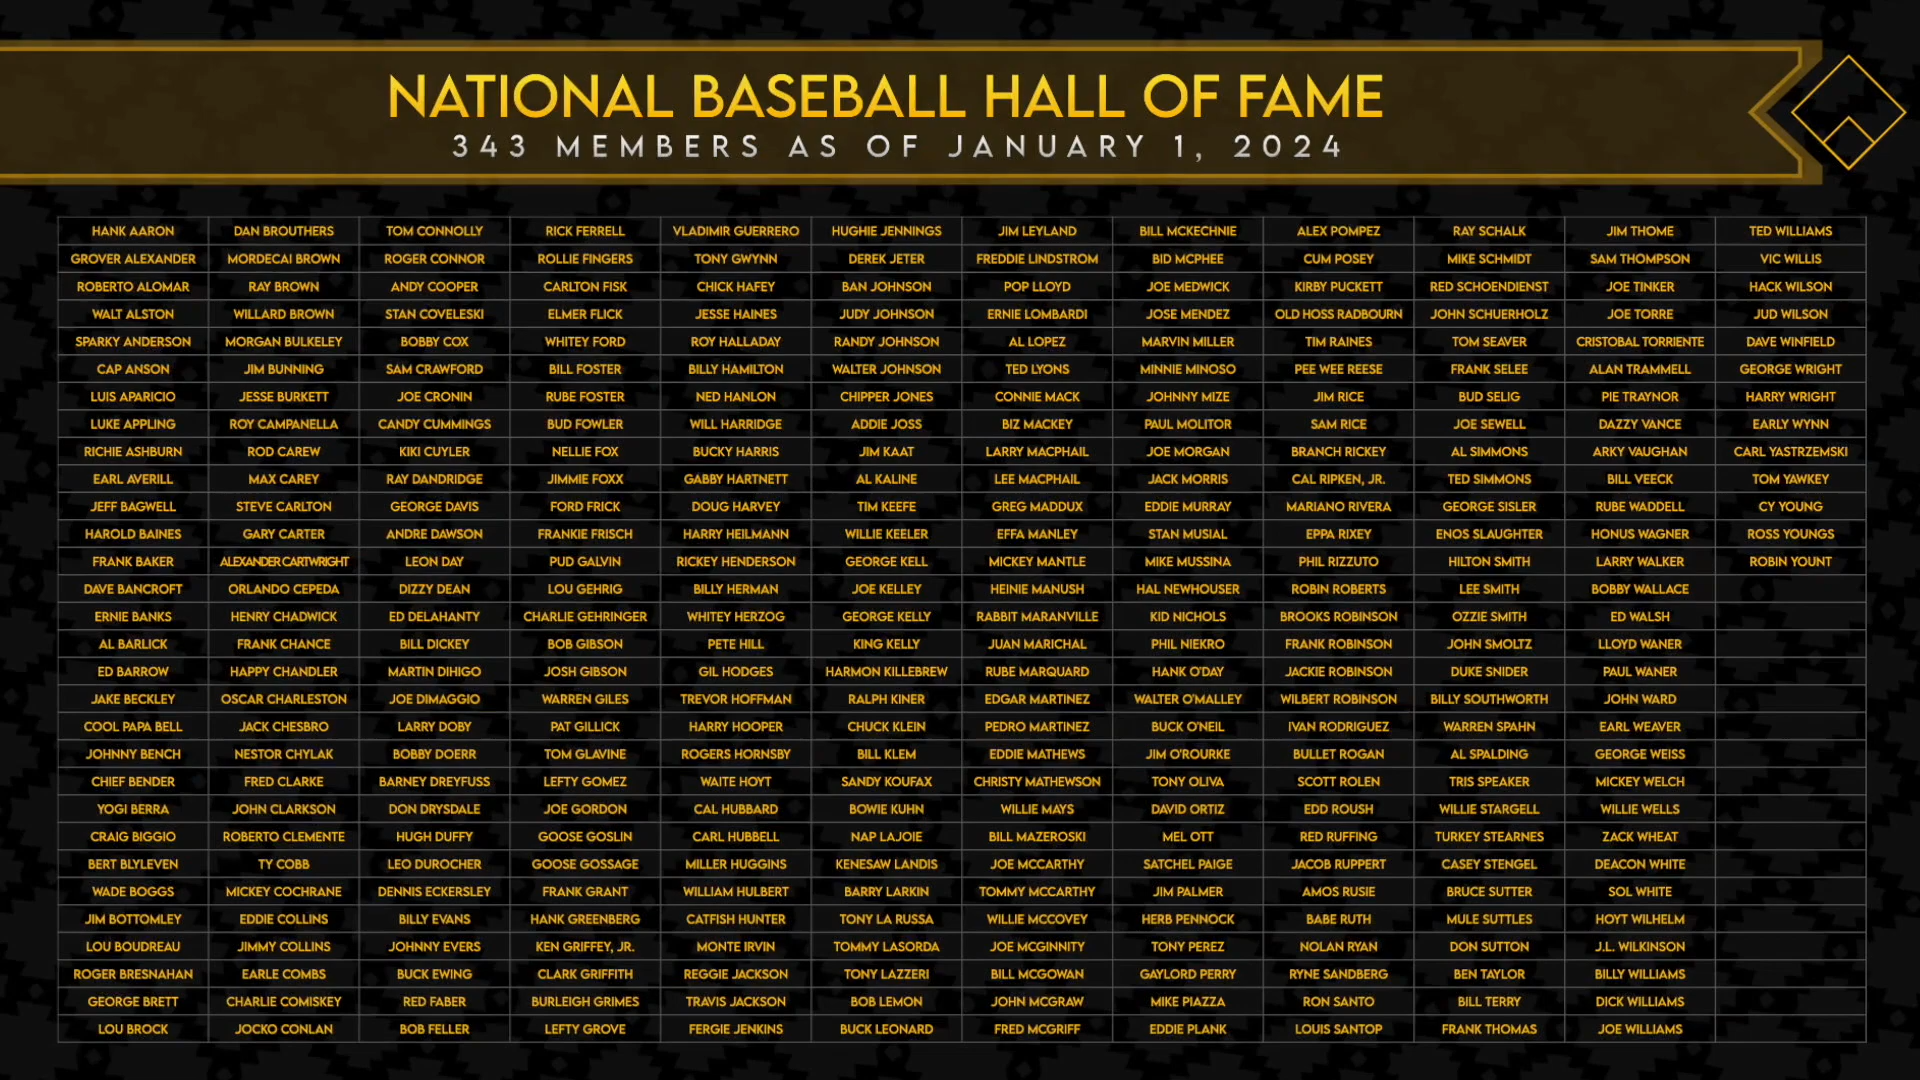 NATIONAL BASEBALL HALL OF FAME
343 MEMBERS AS OF JANUARY 1, 2024
HANK AARON DAN BROUTHERS TOM CONNOLLY RICK FERRELL VLADIMIR GUERRERO HUGHIE JENNINGS JIM LEYLAND BILL MCKECHNIE ALEX POMPEZ RAY SCHALK JIM THOME TED WILLIAMS
GROVER ALEXANDER MORDECAI BROWN ROGER CONNOR ROLLIE FINGERS TONY GWYNN DEREK JETER FREDDIE LINDSTROM BID MCPHEE CUM POSEY MIKE SCHMIDT SAM THOMPSON VIC WILLIS
ROBERTO ALOMAR RAY BROWN ANDY COOPER CARLTON FISK CHICK HAFEY BAN JOHNSON POP LLOYD JOE MEDWICK KIRBY PUCKETT RED SCHOENDIENST JOE TINKER HACK WILSON
WALT ALSTON WILLARD BROWN STAN COVELESKI ELMER FLICK JESSE HAINES JUDY JOHNSON ERNIE LOMBARDI JOSE MENDEZ OLD HOSS RADBOURN JOHN SCHUERHOLZ JOE TORRE JUD WILSON
SPARKY ANDERSON MORGAN BULKELEY BOBBY COX WHITEY FORD ROY HALLADAY RANDY JOHNSON AL LOPEZ MARVIN MILLER TIM RAINES TOM SEAVER CRISTOBAL TORRIENTE DAVE WINFIELD
CAP ANSON JIM BUNNING SAM CRAWFORD BILL FOSTER BILLY HAMILTON WALTER JOHNSON TED LYONS MINNIE MINOSO PEE WEE REESE FRANK SELEE ALAN TRAMMELL GEORGE WRIGHT
LUIS APARICIO JESSE BURKETT JOE CRONIN RUBE FOSTER NED HANLON CHIPPER JONES CONNIE MACK JOHNNY MIZE JIM RICE BUD SELIG PIE TRAYNOR HARRY WRIGHT
LUKE APPLING ROY CAMPANELLA CANDY CUMMINGS BUD FOWLER WILL HARRIDGE ADDIE JOSS BIZ MACKEY PAUL MOLITOR SAM RICE JOE SEWELL DAZZY VANCE EARLY WYNN
RICHIE ASHBURN ROD CAREW KIKI CUYLER NELLIE FOX BUCKY HARRIS JIM KAAT LARRY MACPHAIL JOE MORGAN BRANCH RICKEY AL SIMMONS ARKY VAUGHAN CARL YASTRZEMSKI
EARL AVERILL MAX CAREY RAY DANDRIDGE JIMMIE FOXX GABBY HARTNETT AL KALINE LEE MACPHAIL JACK MORRIS CAL RIPKEN, JR. TED SIMMONS BILL VEECK TOM YAWKEY
JEFF BAGWELL STEVE CARLTON GEORGE DAVIS FORD FRICK DOUG HARVEY TIM KEEFE GREG MADDUX EDDIE MURRAY MARIANO RIVERA GEORGE SISLER RUBE WADDELL CY YOUNG
HAROLD BAINES GARY CARTER ANDRE DAWSON FRANKIE FRISCH HARRY HEILMANN WILLIE KEELER EFFA MANLEY STAN MUSIAL EPPA RIXEY ENOS SLAUGHTER HONUS WAGNER ROSS YOUNGS
FRANK BAKER ALEXANDER CARTWRIGHT LEON DAY PUD GALVIN RICKEY HENDERSON GEORGE KELL MICKEY MANTLE MIKE MUSSINA PHIL RIZZUTO HILTON SMITH LARRY WALKER ROBIN YOUNT
DAVE BANCROFT ORLANDO CEPEDA DIZZY DEAN LOU GEHRIG BILLY HERMAN JOE KELLEY HEINIE MANUSH HAL NEWHOUSER ROBIN ROBERTS LEE SMITH BOBBY WALLACE
ERNIE BANKS HENRY CHADWICK ED DELAHANTY CHARLIE GEHRINGER WHITEY HERZOG GEORGE KELLY RABBIT MARANVILLE KID NICHOLS BROOKS ROBINSON OZZIE SMITH ED WALSH
AL BARLICK FRANK CHANCE BILL DICKEY BOB GIBSON PETE HILL KING KELLY JUAN MARICHAL PHIL NIEKRO FRANK ROBINSON JOHN SMOLTZ LLOYD WANER
ED BARROW HAPPY CHANDLER MARTIN DIHIGO JOSH GIBSON GIL HODGES HARMON KILLEBREW RUBE MARQUARD HANK O'DAY JACKIE ROBINSON DUKE SNIDER PAUL WANER
JAKE BECKLEY OSCAR CHARLESTON JOE DIMAGGIO WARREN GILES TREVOR HOFFMAN RALPH KINER EDGAR MARTINEZ WALTER O'MALLEY WILBERT ROBINSON BILLY SOUTHWORTH JOHN WARD
COOL PAPA BELL JACK CHESBRO LARRY DOBY PAT GILLICK HARRY HOOPER CHUCK KLEIN PEDRO MARTINEZ BUCK O'NEIL IVAN RODRIGUEZ WARREN SPAHN EARL WEAVER
JOHNNY BENCH NESTOR CHYLAK BOBBY DOERR TOM GLAVINE ROGERS HORNSBY BILL KLEM EDDIE MATHEWS JIM O'ROURKE BULLET ROGAN AL SPALDING GEORGE WEISS
CHIEF BENDER FRED CLARKE BARNEY DREYFUSS LEFTY GOMEZ WAITE HOYT SANDY KOUFAX CHRISTY MATHEWSON TONY OLIVA SCOTT ROLEN TRIS SPEAKER MICKEY WELCH
YOGI BERRA JOHN CLARKSON DON DRYSDALE JOE GORDON CAL HUBBARD BOWIE KUHN WILLIE MAYS DAVID ORTIZ EDD ROUSH WILLIE STARGELL WILLIE WELLS
CRAIG BIGGIO ROBERTO CLEMENTE HUGH DUFFY GOOSE GOSLIN CARL HUBBELL NAP LAJOIE BILL MAZEROSKI MEL OTT RED RUFFING TURKEY STEARNES ZACK WHEAT
BERT BLYLEVEN TY COBB LEO DUROCHER GOOSE GOSSAGE MILLER HUGGINS KENESAW LANDIS JOE MCCARTHY SATCHEL PAIGE JACOB RUPPERT CASEY STENGEL DEACON WHITE
WADE BOGGS MICKEY COCHRANE DENNIS ECKERSLEY FRANK GRANT WILLIAM HULBERT BARRY LARKIN TOMMY MCCARTHY JIM PALMER AMOS RUSIE BRUCE SUTTER SOL WHITE
JIM BOTTOMLEY EDDIE COLLINS BILLY EVANS HANK GREENBERG CATFISH HUNTER TONY LA RUSSA WILLIE MCCOVEY HERB PENNOCK BABE RUTH MULE SUTTLES HOYT WILHELM
LOU BOUDREAU JIMMY COLLINS JOHNNY EVERS KEN GRIFFEY, JR. MONTE IRVIN TOMMY LASORDA JOE MCGINNITY TONY PEREZ NOLAN RYAN DON SUTTON J.L. WILKINSON
ROGER BRESNAHAN EARLE COMBS BUCK EWING CLARK GRIFFITH REGGIE JACKSON TONY LAZZERI BILL MCGOWAN GAYLORD PERRY RYNE SANDBERG BEN TAYLOR BILLY WILLIAMS
GEORGE BRETT CHARLIE COMISKEY RED FABER BURLEIGH GRIMES TRAVIS JACKSON BOB LEMON JOHN MCGRAW MIKE PIAZZA RON SANTO BILL TERRY DICK WILLIAMS
LOU BROCK JOCKO CONLAN BOB FELLER LEFTY GROVE FERGIE JENKINS BUCK LEONARD FRED MCGRIFF EDDIE PLANK LOUIS SANTOP FRANK THOMAS JOE WILLIAMS